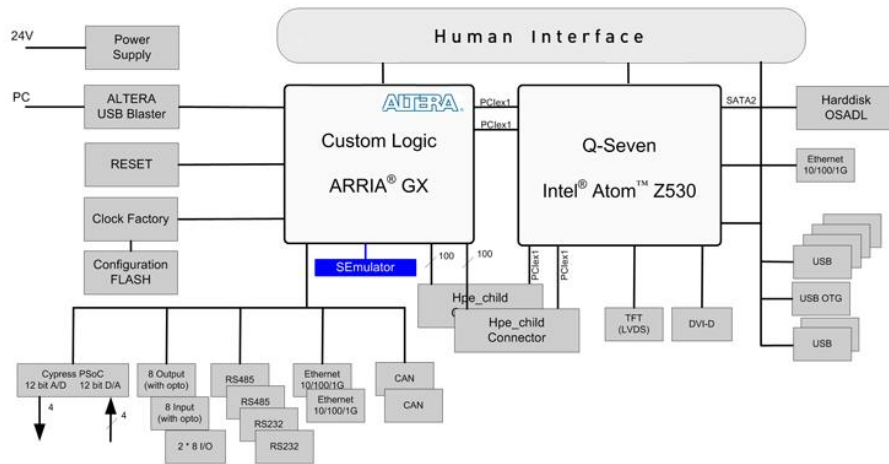 Human Interface
24V
Power
Supply
PC
ALTERA
USB Blaster
ALTERA®
Custom Logic
ARRIA® GX
PCIex1
PCIex1
Q-Seven
Intel® Atom™ Z530
SATA2
Harddisk
OSADL
RESET
Ethernet
10/100/1G
Clock Factory
Configuration
FLASH
SEmulator
100
100
PCIex1
PCIex1
USB
USB OTG
USB
Hpe_child
Hpe_child
Connector
TFT
(LVDS)
DVI-D
Cypress PSoC
12 bit A/D 12 bit D/A
4
4
8 Output
(with opto)
8 Input
(with opto)
2 * 8 I/O
RS485
RS485
RS232
RS232
Ethernet
10/100/1G
Ethernet
10/100/1G
CAN
CAN